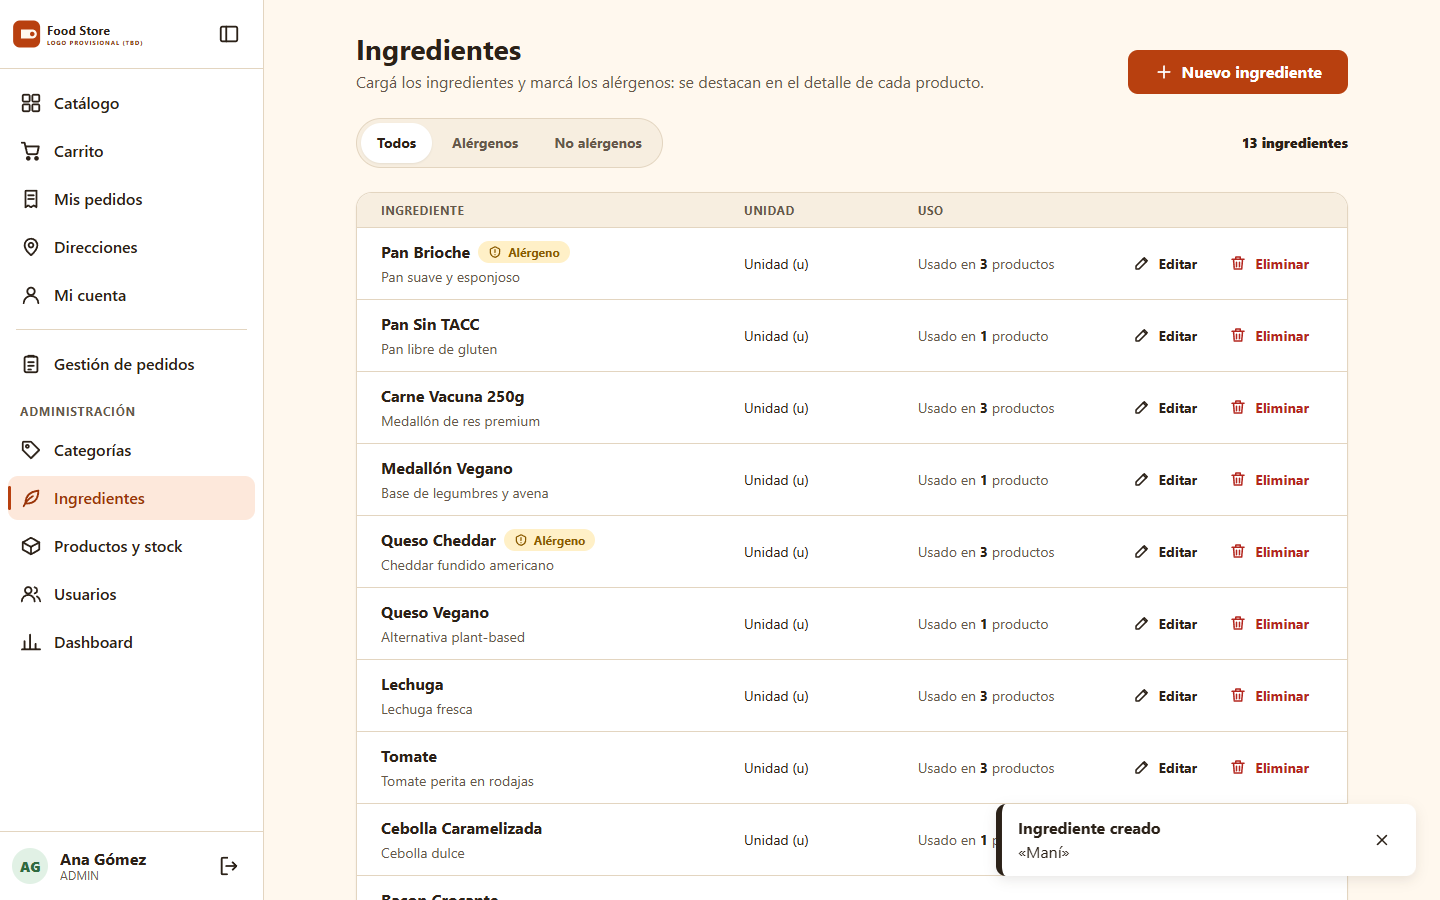 Food Store
LOGO PROVISIONAL (TBD)
Catálogo
Carrito
Mis pedidos
Direcciones
Mi cuenta
Gestión de pedidos
ADMINISTRACIÓN
Categorías
Ingredientes
Productos y stock
Usuarios
Dashboard
AG
Ana Gómez
ADMIN
Ingredientes
Cargá los ingredientes y marcá los alérgenos: se destacan en el detalle de cada producto.
Nuevo ingrediente
Todos Alérgenos No alérgenos
13 ingredientes
INGREDIENTE UNIDAD USO
Pan Brioche Alérgeno
Pan suave y esponjoso
Unidad (u) Usado en 3 productos Editar Eliminar
Pan Sin TACC
Pan libre de gluten
Unidad (u) Usado en 1 producto Editar Eliminar
Carne Vacuna 250g
Medallón de res premium
Unidad (u) Usado en 3 productos Editar Eliminar
Medallón Vegano
Base de legumbres y avena
Unidad (u) Usado en 1 producto Editar Eliminar
Queso Cheddar Alérgeno
Cheddar fundido americano
Unidad (u) Usado en 3 productos Editar Eliminar
Queso Vegano
Alternativa plant-based
Unidad (u) Usado en 1 producto Editar Eliminar
Lechuga
Lechuga fresca
Unidad (u) Usado en 3 productos Editar Eliminar
Tomate
Tomate perita en rodajas
Unidad (u) Usado en 3 productos Editar Eliminar
Cebolla Caramelizada
Cebolla dulce
Unidad (u) Usado en 1
Bacon Crocante
Ingrediente creado
«Maní»